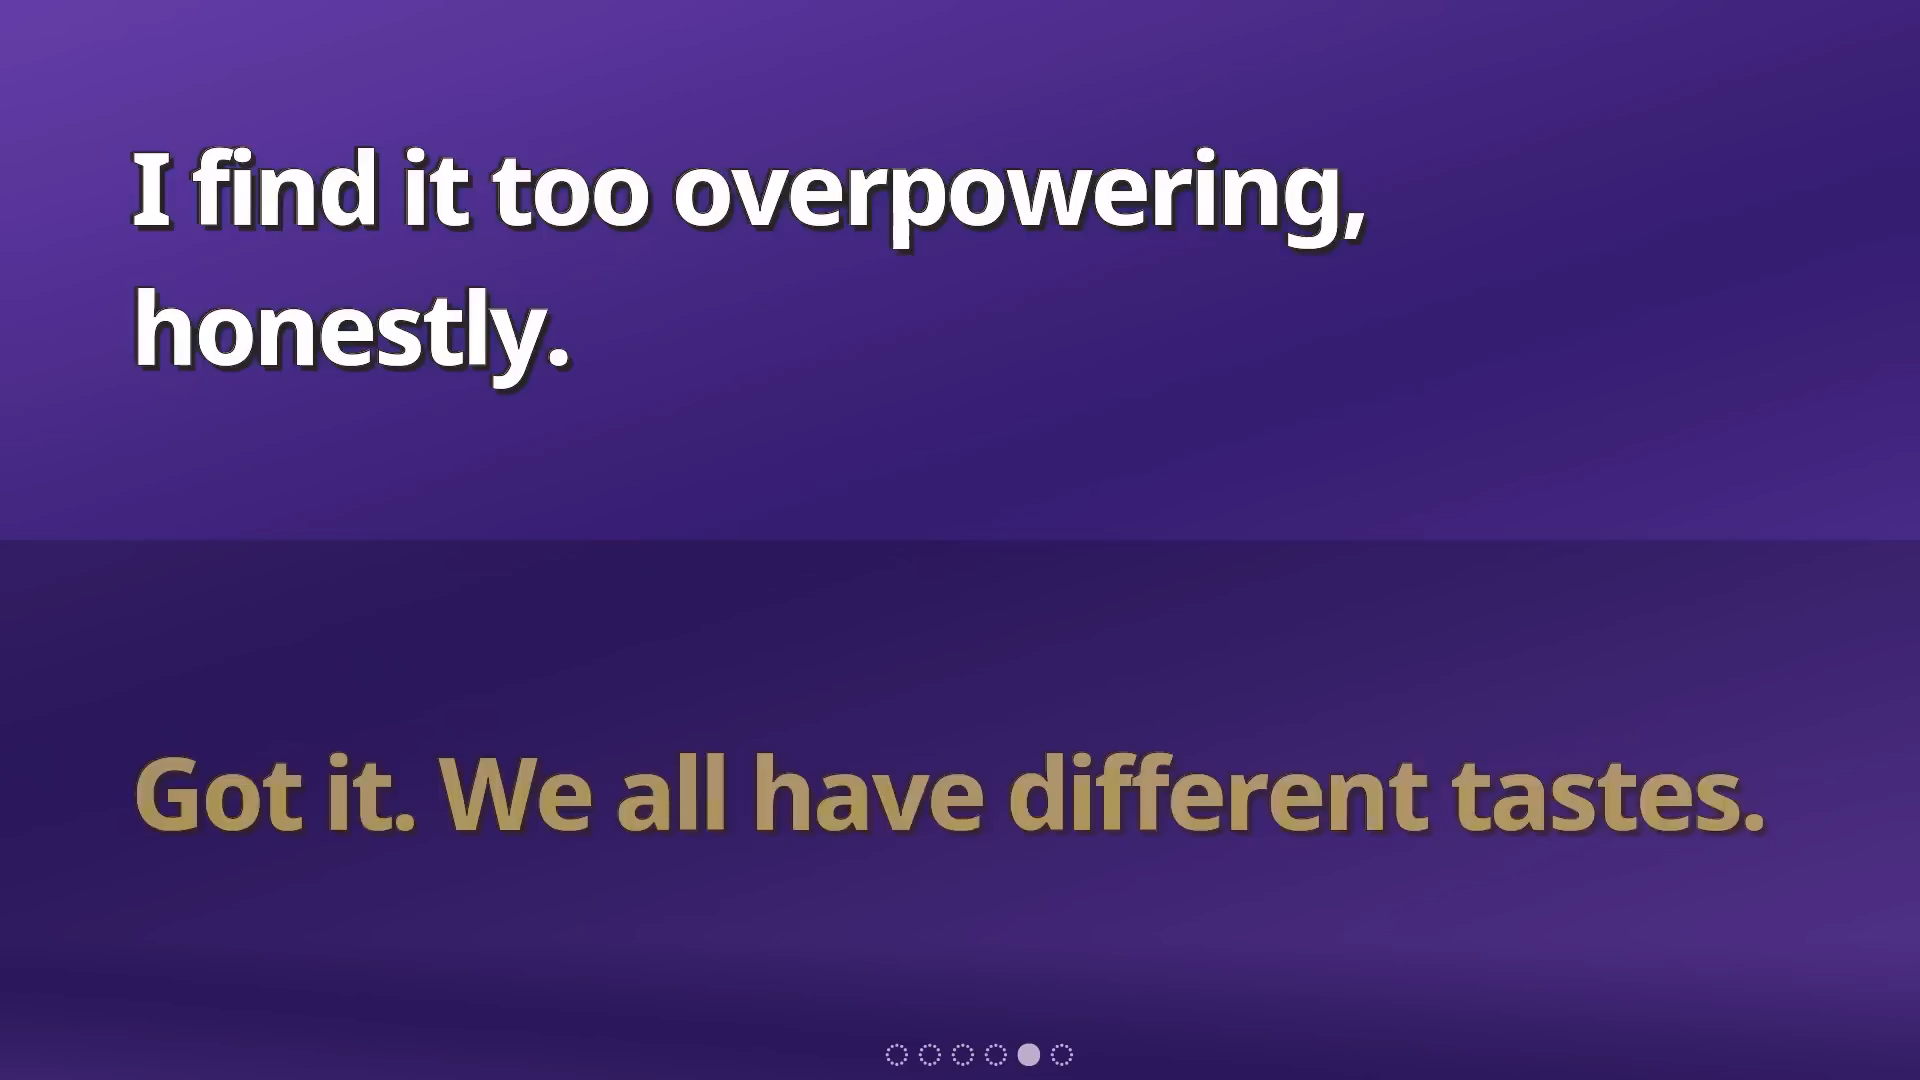 I find it too overpowering,
honestly.
Got it. We all have different tastes.